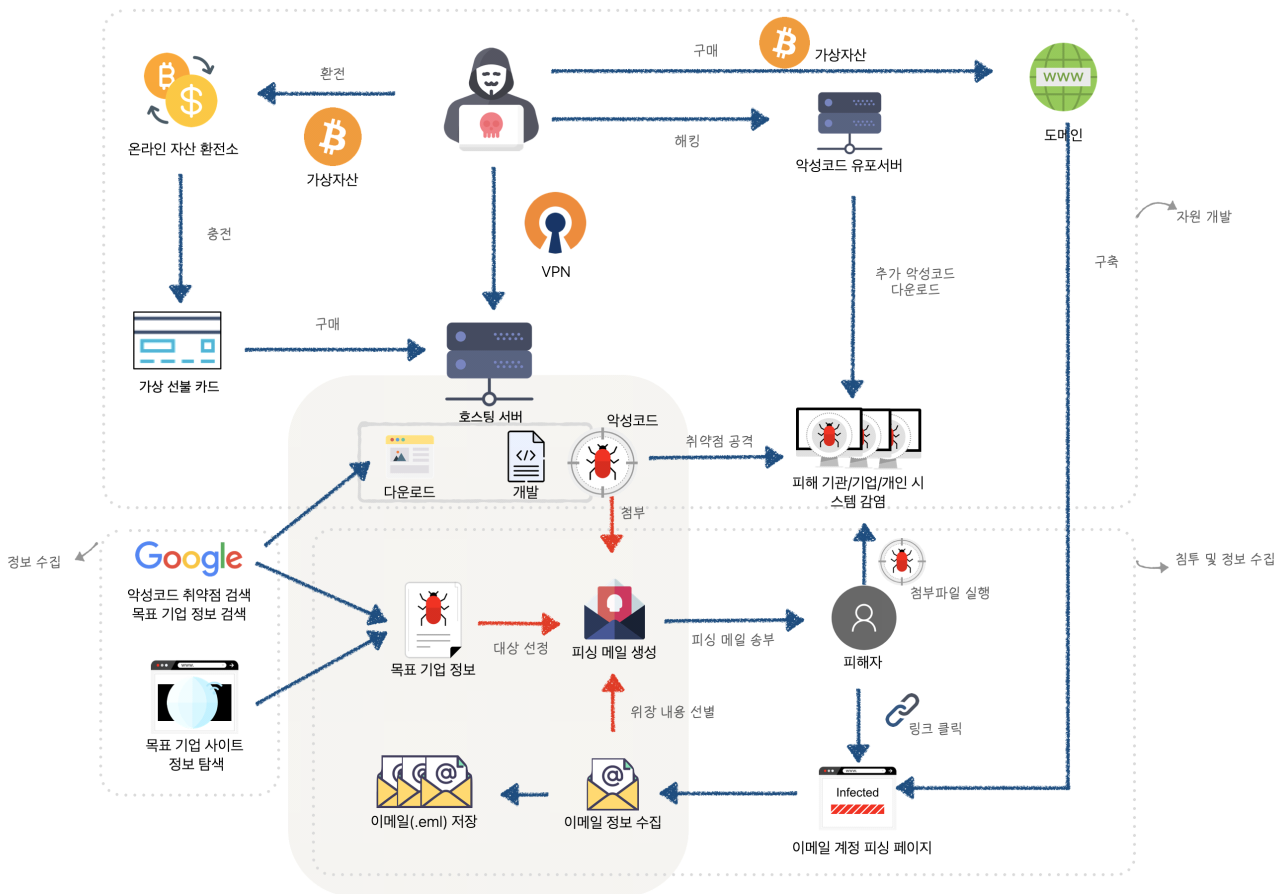 구매
가상자산
환전
온라인 자산 환전소
가상자산
해킹
악성코드 유포서버
WWW
도메인
자원 개발
충전
VPN
추가 악성코드
다운로드
구축
가상 선불 카드
구매
호스팅 서버
악성코드
다운로드
개발
취약점 공격
피해 기관/기업/개인 시
스템 감염
첨부
정보 수집
Google
악성코드 취약점 검색
목표 기업 정보 검색
침투 및 정보 수집
첨부파일 실행
목표 기업 정보
대상 선정
피싱 메일 생성
피싱 메일 송부
피해자
www.
목표 기업 사이트
정보 탐색
위장 내용 선별
링크 클릭
이메일(.eml) 저장
이메일 정보 수집
www.
Infected
이메일 계정 피싱 페이지